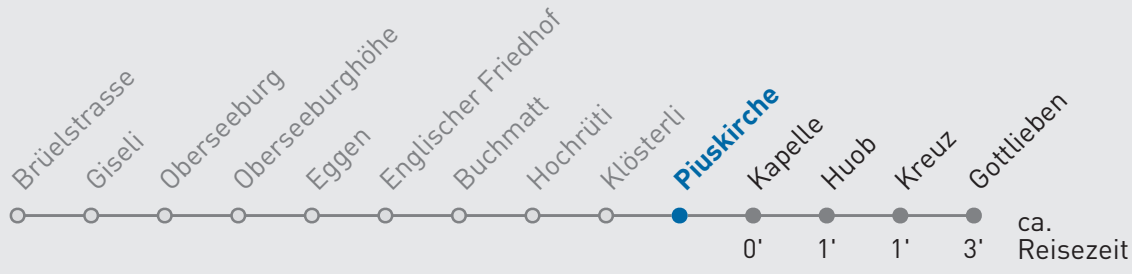 Brüelstrasse
Giseli
Oberseeburg
Oberseeburghöhe
Eggen
Englischer Friedhof
Buchmatt
Hochrüti
Klösterli
Piuskirche
Kapelle
Huob
Kreuz
Gottlieben
0' 1' 1' 3'
ca.
Reisezeit